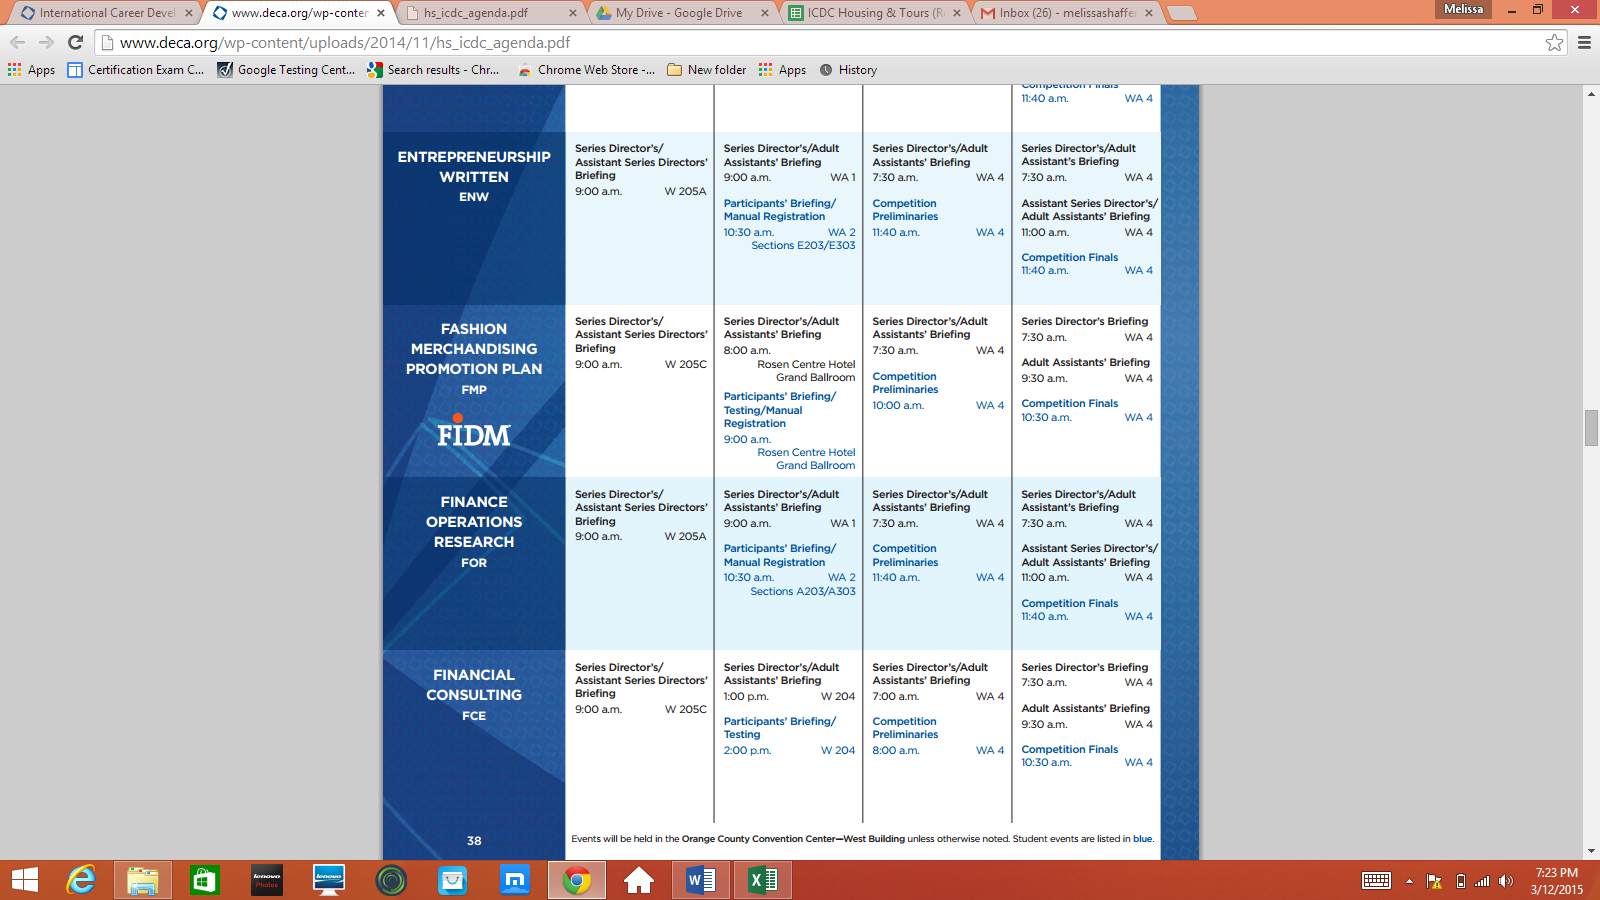 International Career Devel
www.deca.org/wp-conter
hs_icdc_agenda.pdf
My Drive - Google Drive
ICDC Housing & Tours (R
Inbox (26) - melissashaffer
Melissa
www.deca.org/wp-content/uploads/2014/11/hs_icdc_agenda.pdf
Apps
Certification Exam C...
Google Testing Cent...
Search results - Chr...
Chrome Web Store -...
New folder
Apps
History
Competition Finals
11:40 a.m. WA 4
ENTREPRENEURSHIP
WRITTEN
ENW
Series Director's/
Assistant Series Directors'
Briefing
9:00 a.m. W 205A
Series Director's/Adult
Assistants' Briefing
9:00 a.m. WA 1
Participants' Briefing/
Manual Registration
10:30 a.m. WA 2
Sections E203/E303
Series Director's/Adult
Assistants' Briefing
7:30 a.m. WA 4
Competition
Preliminaries
11:40 a.m. WA 4
Series Director's/Adult
Assistant's Briefing
7:30 a.m. WA 4
Assistant Series Director's/
Adult Assistants' Briefing
11:00 a.m. WA 4
Competition Finals
11:40 a.m. WA 4
FASHION
MERCHANDISING
PROMOTION PLAN
FMP
FIDM
Series Director's/
Assistant Series Directors'
Briefing
9:00 a.m. W 205C
Series Director's/Adult
Assistants' Briefing
8:00 a.m.
Rosen Centre Hotel
Grand Ballroom
Participants' Briefing/
Testing/Manual
Registration
9:00 a.m.
Rosen Centre Hotel
Grand Ballroom
Series Director's/Adult
Assistants' Briefing
7:30 a.m. WA 4
Competition
Preliminaries
10:00 a.m. WA 4
Series Director's Briefing
7:30 a.m. WA 4
Adult Assistants' Briefing
9:30 a.m. WA 4
Competition Finals
10:30 a.m. WA 4
FINANCE
OPERATIONS
RESEARCH
FOR
Series Director's/
Assistant Series Directors'
Briefing
9:00 a.m. W 205A
Series Director's/Adult
Assistants' Briefing
9:00 a.m. WA 1
Participants' Briefing/
Manual Registration
10:30 a.m. WA 2
Sections A203/A303
Series Director's/Adult
Assistants' Briefing
7:30 a.m. WA 4
Competition
Preliminaries
11:40 a.m. WA 4
Series Director's/Adult
Assistant's Briefing
7:30 a.m. WA 4
Assistant Series Director's/
Adult Assistants' Briefing
11:00 a.m. WA 4
Competition Finals
11:40 a.m. WA 4
FINANCIAL
CONSULTING
FCE
Series Director's/
Assistant Series Directors'
Briefing
9:00 a.m. W 205C
Series Director's/Adult
Assistants' Briefing
1:00 p.m. W 204
Participants' Briefing/
Testing
2:00 p.m. W 204
Series Director's/Adult
Assistants' Briefing
7:00 a.m. WA 4
Competition
Preliminaries
8:00 a.m. WA 4
Series Director's Briefing
7:30 a.m. WA 4
Adult Assistants' Briefing
9:30 a.m. WA 4
Competition Finals
10:30 a.m. WA 4
38
Events will be held in the Orange County Convention Center—West Building unless otherwise noted. Student events are listed in blue.
lenovo
Photos
lenovo
7:23 PM
3/12/2015